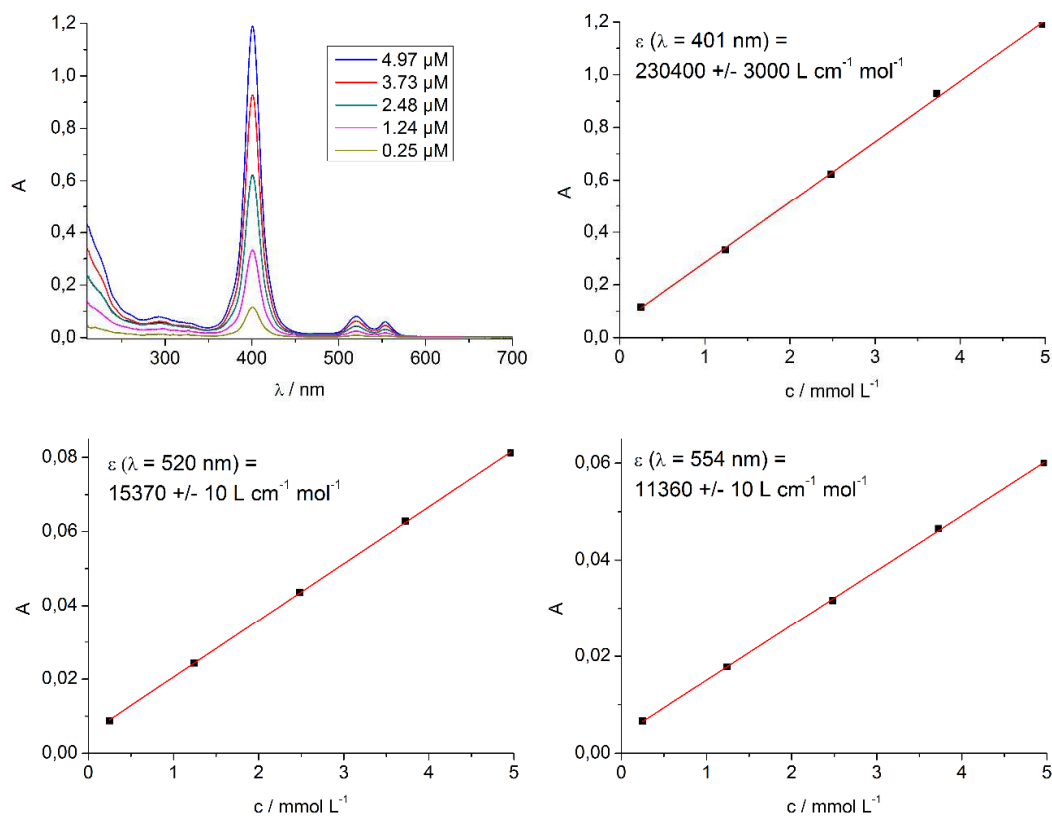 1,2
1,0
0,8
0,6
0,4
0,2
0,0
A
300 400 500 600 700
λ / nm
4.97 µM
3.73 µM
2.48 µM
1.24 µM
0.25 µM
ε (λ = 401 nm) =
230400 +/- 3000 L cm⁻¹ mol⁻¹
1,2
1,0
0,8
0,6
0,4
0,2
0,0
A
0 1 2 3 4 5
c / mmol L⁻¹
ε (λ = 520 nm) =
15370 +/- 10 L cm⁻¹ mol⁻¹
0,08
0,06
0,04
0,02
0,00
A
0 1 2 3 4 5
c / mmol L⁻¹
ε (λ = 554 nm) =
11360 +/- 10 L cm⁻¹ mol⁻¹
0,06
0,04
0,02
0,00
A
0 1 2 3 4 5
c / mmol L⁻¹